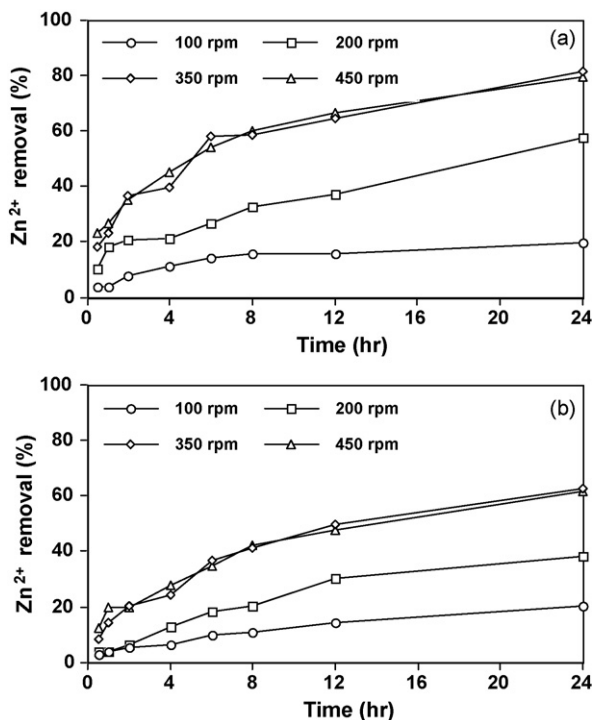 100
(a)
100 rpm
200 rpm
80
350 rpm
450 rpm
60
40
20
0
Zn²⁺ removal (%)
0 4 8 12 16 20 24
Time (hr)
100
(b)
100 rpm
200 rpm
80
350 rpm
450 rpm
60
40
20
0
Zn²⁺ removal (%)
0 4 8 12 16 20 24
Time (hr)